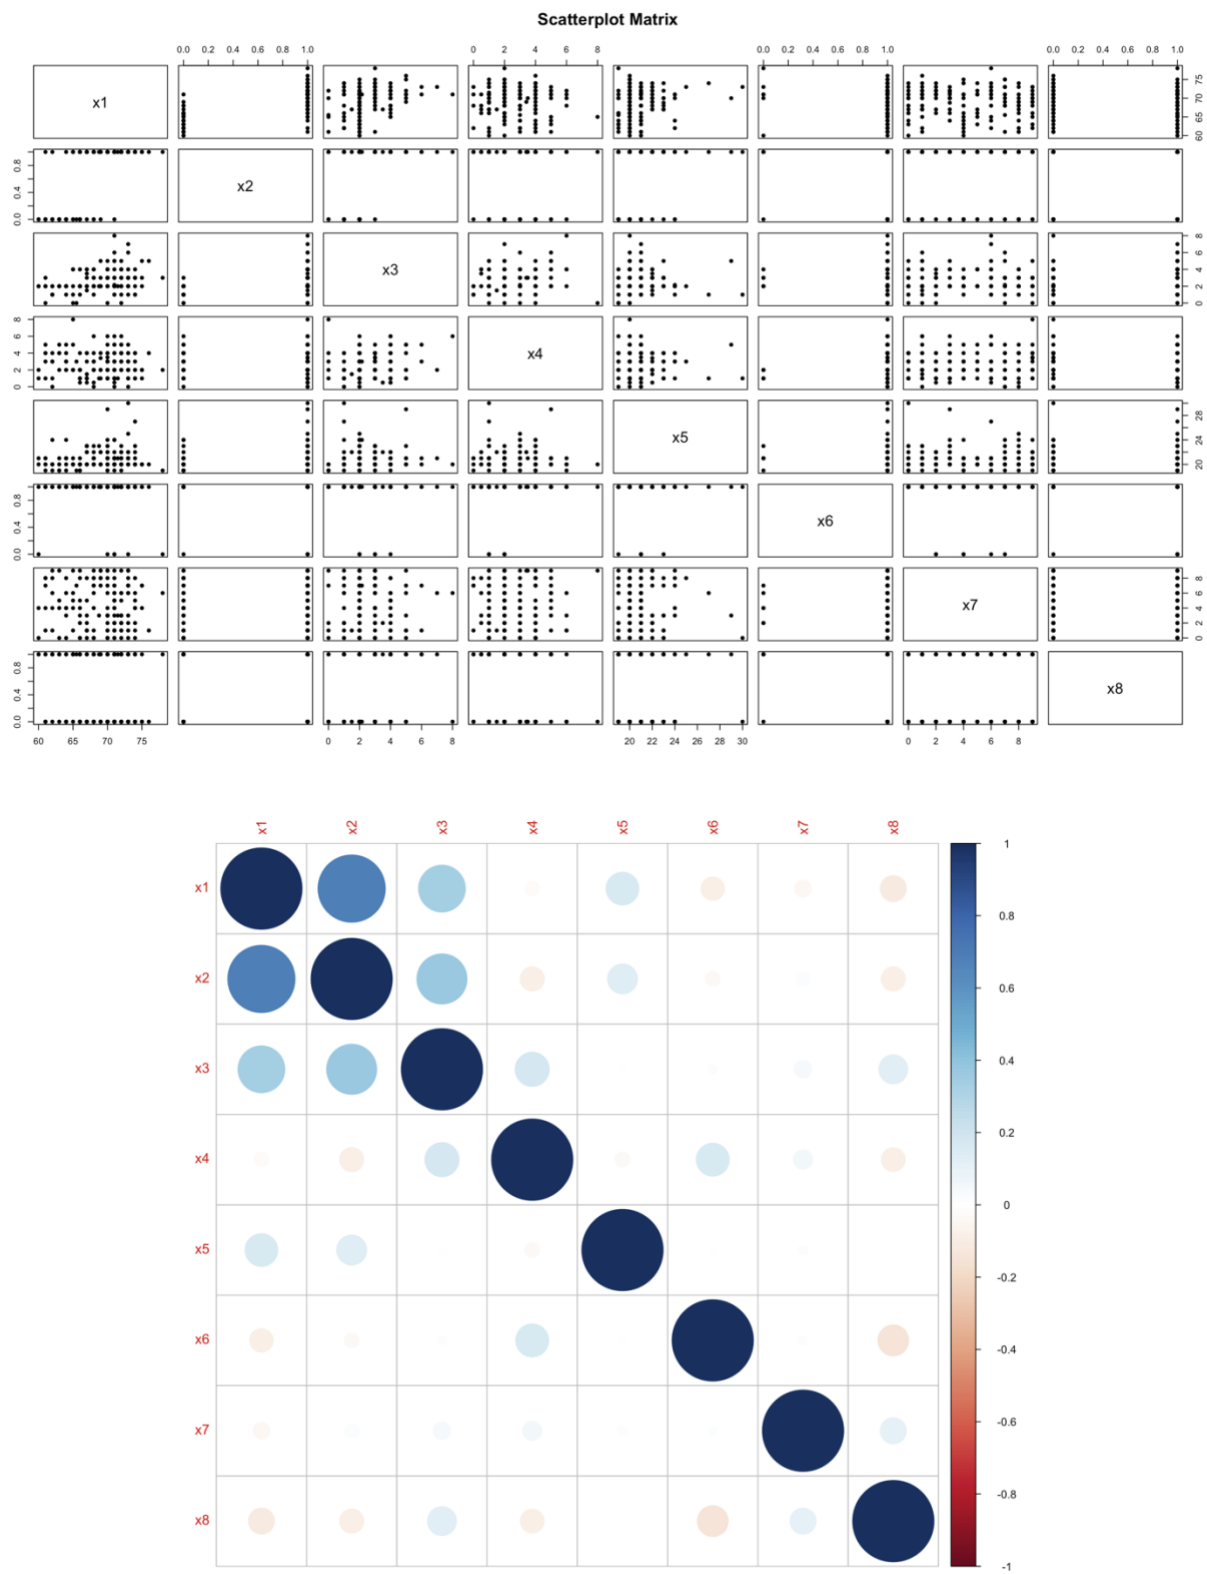 Scatterplot Matrix
0.0 0.2 0.4 0.6 0.8 1.0
0 2 4 6 8
0.0 0.2 0.4 0.6 0.8 1.0
0.0 0.2 0.4 0.6 0.8 1.0
x1
60 65 70 75
0.0 0.4 0.8
x2
x3
0 2 4 6 8
0 2 4 6 8
x4
x5
20 24 28
0.0 0.4 0.8
x6
x7
0 2 4 6 8
0.0 0.4 0.8
x8
60 65 70 75
0 2 4 6 8
20 22 24 26 28 30
0 2 4 6 8
x1 x2 x3 x4 x5 x6 x7 x8
x1
x2
x3
x4
x5
x6
x7
x8
1
0.8
0.6
0.4
0.2
0
-0.2
-0.4
-0.6
-0.8
-1